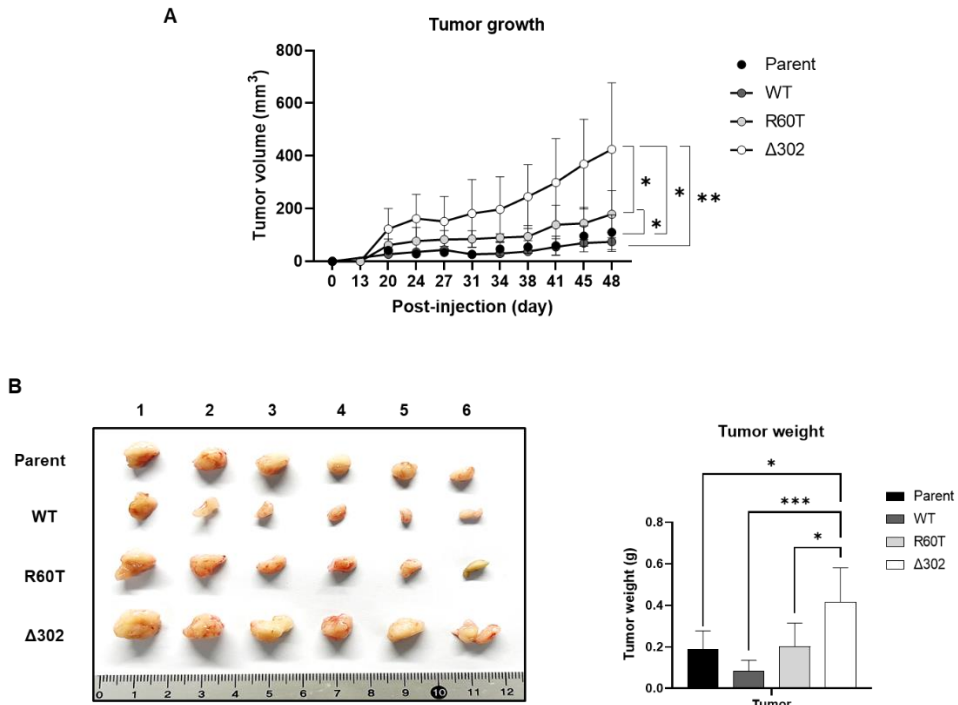 A
Tumor growth
Tumor volume (mm³)
800
600
400
200
0
0 13 20 24 27 31 34 38 41 45 48
Post-injection (day)
Parent
WT
R60T
Δ302
*
*
**
*
B
1 2 3 4 5 6
Parent
WT
R60T
Δ302
0 1 2 3 4 5 6 7 8 9 10 11 12
Tumor weight
*
***
*
Parent
WT
R60T
Δ302
Tumor weight (g)
0.8
0.6
0.4
0.2
0.0
Tumor